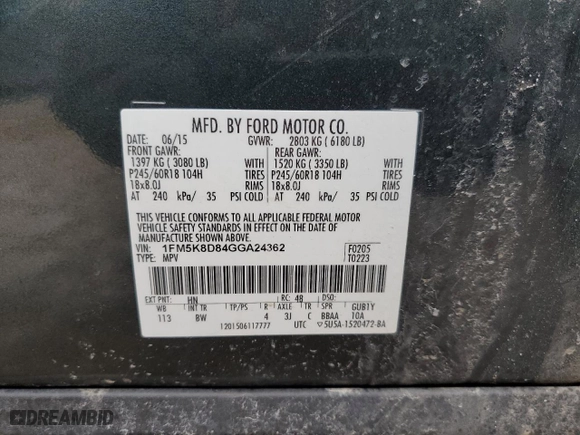 MFD. BY FORD MOTOR CO.
DATE: 06/15 GVWR: 2803 KG ( 6180 LB)
FRONT GAWR: REAR GAWR:
1397 KG ( 3080 LB) WITH 1520 KG ( 3350 LB) WITH
P245/60R18 104H TIRES P245/60R18 104H TIRES
18x8.0J RIMS 18x8.0J RIMS
AT 240 kPa/ 35 PSI COLD AT 240 kPa/ 35 PSI COLD
THIS VEHICLE CONFORMS TO ALL APPLICABLE FEDERAL MOTOR
VEHICLE SAFETY STANDARDS IN EFFECT ON THE DATE OF
MANUFACTURE SHOWN ABOVE.
VIN: 1FM5K8D84GGA24362 F0205
TYPE: MPV T0223
EXT PNT: HN RC: 48 DSO:
WB INT TR TP/PS R AXLE TR SPR GUB1Y
113 BW 4 3J C BBAA 10A
1201506117777 UTC 5U5A-1520472-BA
DREAMBID